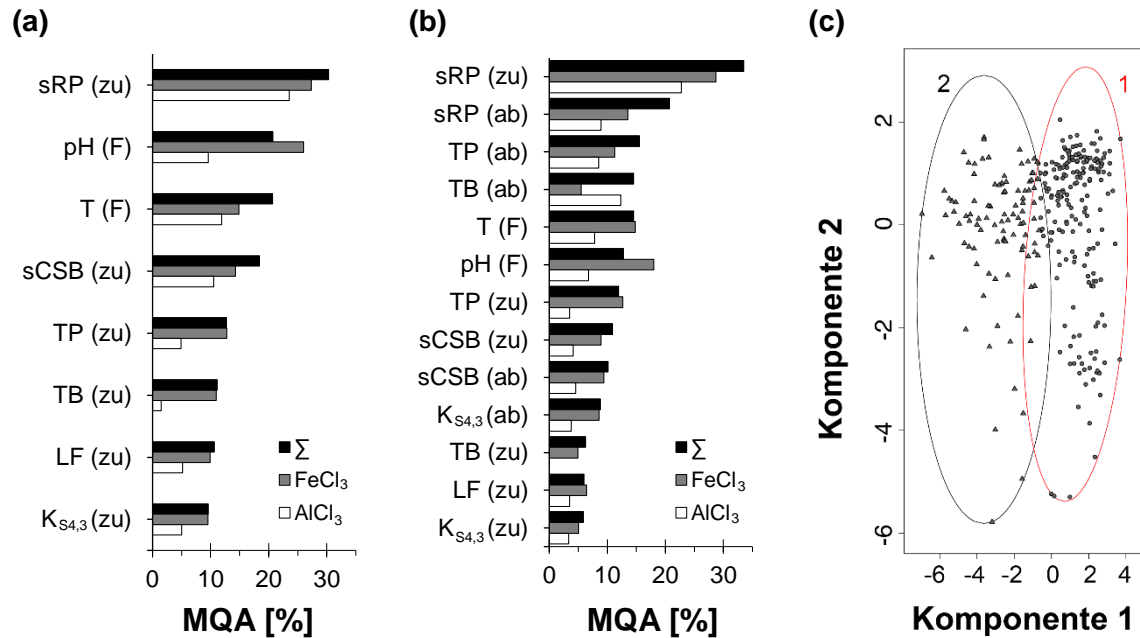 (a)
sRP (zu)
pH (F)
T (F)
sCSB (zu)
TP (zu)
TB (zu)
LF (zu)
K_S4,3 (zu)
∑
FeCl3
AlCl3
0 10 20 30
MQA [%]
(b)
sRP (zu)
sRP (ab)
TP (ab)
TB (ab)
T (F)
pH (F)
TP (zu)
sCSB (zu)
sCSB (ab)
K_S4,3 (ab)
TB (zu)
LF (zu)
K_S4,3 (zu)
∑
FeCl3
AlCl3
0 10 20 30
MQA [%]
(c)
2
1
Komponente 2
2
0
-2
-4
-6
-6 -4 -2 0 2 4
Komponente 1